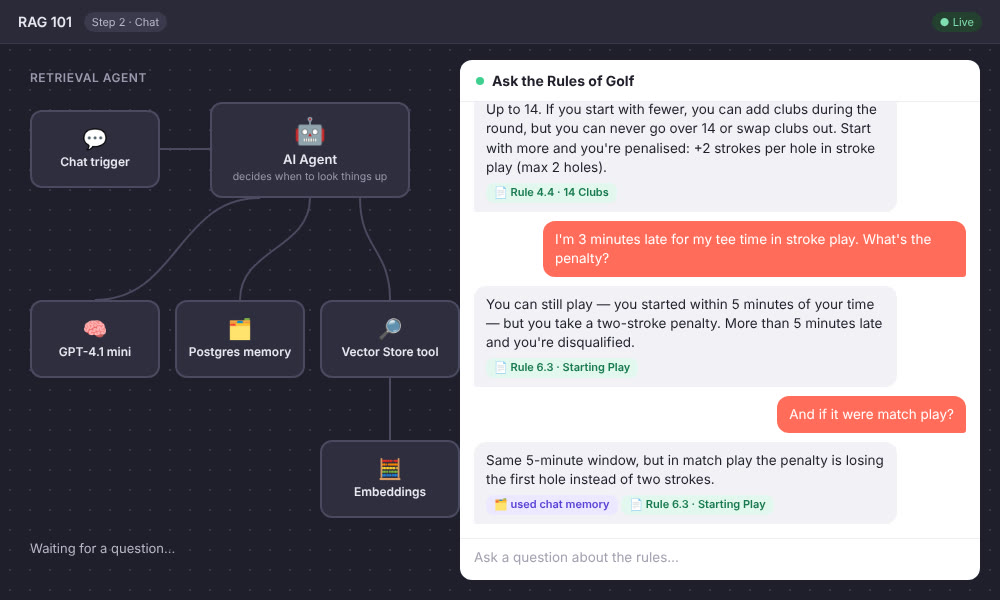 RAG 101
Step 2 · Chat
Live
RETRIEVAL AGENT
Chat trigger
AI Agent
decides when to look things up
GPT-4.1 mini
Postgres memory
Vector Store tool
Embeddings
Waiting for a question...
Ask the Rules of Golf
Up to 14. If you start with fewer, you can add clubs during the
round, but you can never go over 14 or swap clubs out. Start
with more and you're penalised: +2 strokes per hole in stroke
play (max 2 holes).
Rule 4.4 · 14 Clubs
I'm 3 minutes late for my tee time in stroke play. What's the
penalty?
You can still play — you started within 5 minutes of your time
— but you take a two-stroke penalty. More than 5 minutes late
and you're disqualified.
Rule 6.3 · Starting Play
And if it were match play?
Same 5-minute window, but in match play the penalty is losing
the first hole instead of two strokes.
used chat memory
Rule 6.3 · Starting Play
Ask a question about the rules...